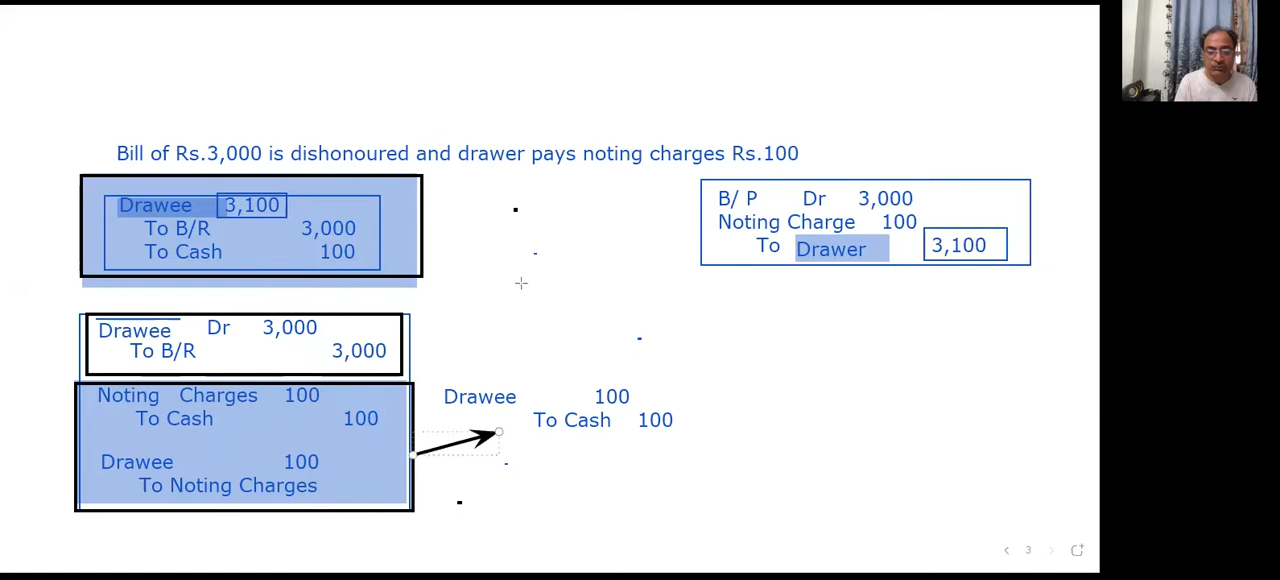 Bill of Rs.3,000 is dishonoured and drawer pays noting charges Rs.100
Drawee 3,100
To B/R 3,000
To Cash 100
B/ P Dr 3,000
Noting Charge 100
To Drawer 3,100
Drawee Dr 3,000
To B/R 3,000
Noting Charges 100
To Cash 100
Drawee 100
To Noting Charges
Drawee 100
To Cash 100
3